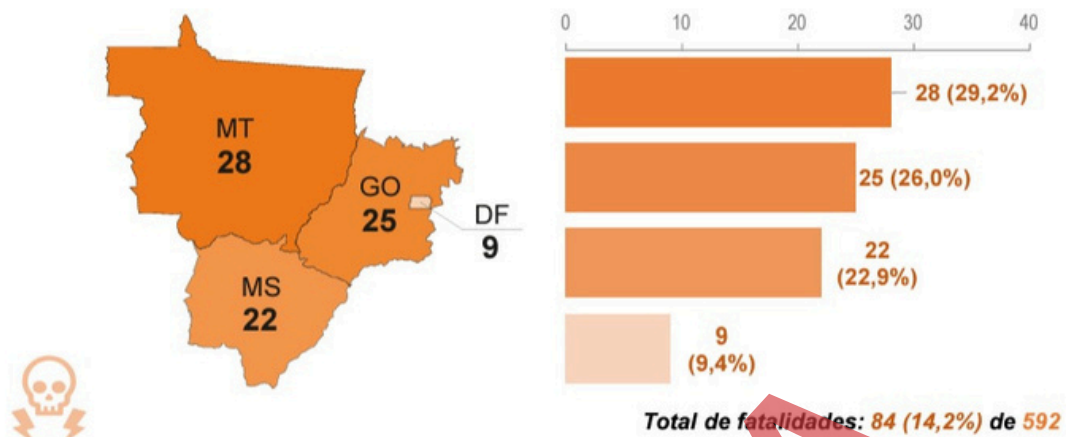 MT
28
GO
25
DF
9
MS
22
0 10 20 30 40
28 (29,2%)
25 (26,0%)
22
(22,9%)
9
(9,4%)
Total de fatalidades: 84 (14,2%) de 592